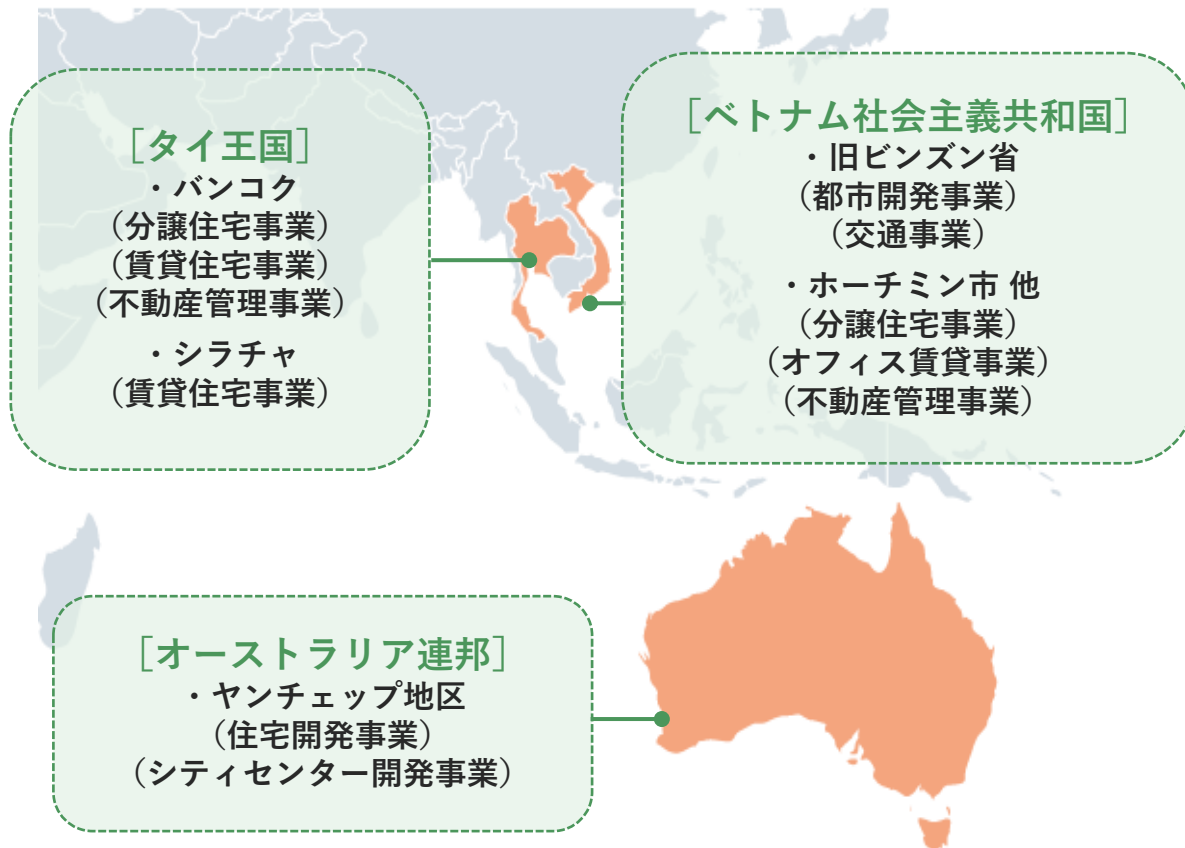 ［タイ王国］
・バンコク
（分譲住宅事業）
（賃貸住宅事業）
（不動産管理事業）
・シラチャ
（賃貸住宅事業）
［ベトナム社会主義共和国］
・旧ビンズン省
（都市開発事業）
（交通事業）
・ホーチミン市 他
（分譲住宅事業）
（オフィス賃貸事業）
（不動産管理事業）
［オーストラリア連邦］
・ヤンチェップ地区
（住宅開発事業）
（シティセンター開発事業）